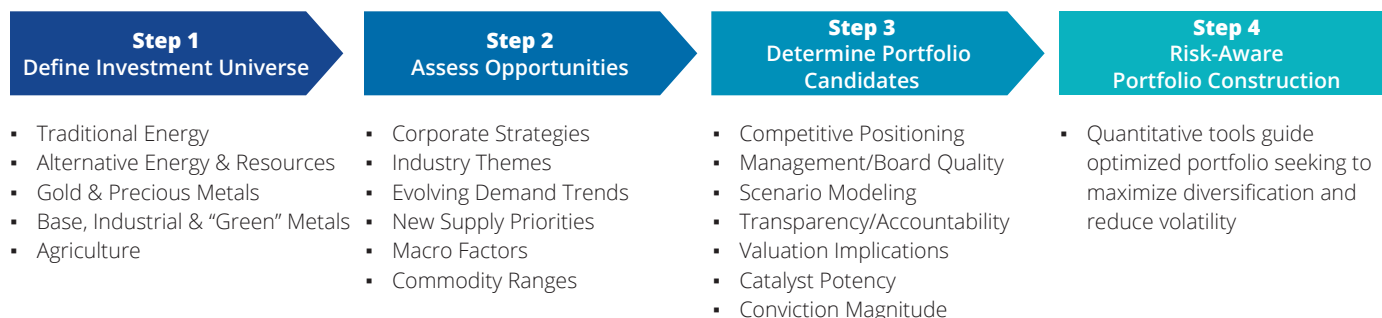 Step 1
Define Investment Universe
▪ Traditional Energy
▪ Alternative Energy & Resources
▪ Gold & Precious Metals
▪ Base, Industrial & “Green” Metals
▪ Agriculture
Step 2
Assess Opportunities
▪ Corporate Strategies
▪ Industry Themes
▪ Evolving Demand Trends
▪ New Supply Priorities
▪ Macro Factors
▪ Commodity Ranges
Step 3
Determine Portfolio
Candidates
▪ Competitive Positioning
▪ Management/Board Quality
▪ Scenario Modeling
▪ Transparency/Accountability
▪ Valuation Implications
▪ Catalyst Potency
▪ Conviction Magnitude
Step 4
Risk-Aware
Portfolio Construction
▪ Quantitative tools guide
optimized portfolio seeking to
maximize diversification and
reduce volatility